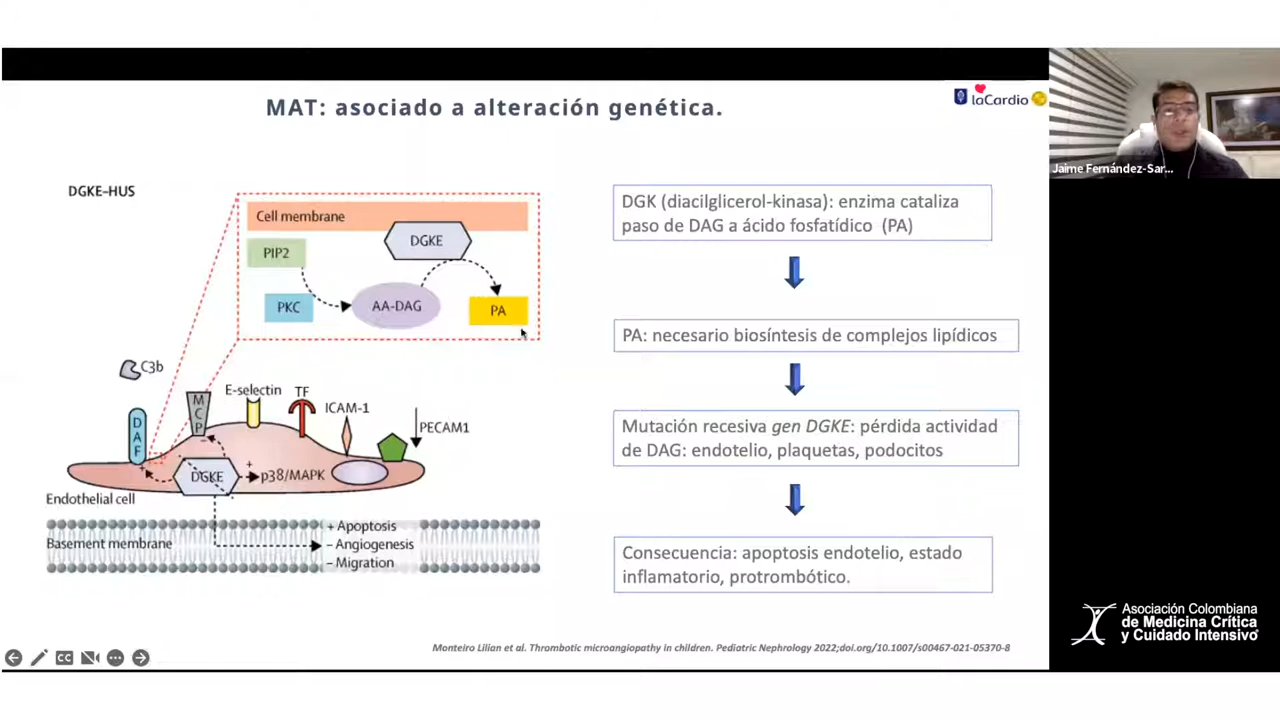 MAT: asociado a alteración genética.
laCardio
Jaime Fernández-Sar...
DGKE-HUS
Cell membrane
DGKE
PIP2
PKC
AA-DAG
PA
C3b
DAF
MCP
E-selectin
TF
ICAM-1
PECAM1
+
-
DGKE
+
p38/MAPK
Endothelial cell
Basement membrane
+ Apoptosis
- Angiogenesis
- Migration
DGK (diacilglicerol-kinasa): enzima cataliza
paso de DAG a ácido fosfatídico (PA)
PA: necesario biosíntesis de complejos lipídicos
Mutación recesiva gen DGKE: pérdida actividad
de DAG: endotelio, plaquetas, podocitos
Consecuencia: apoptosis endotelio, estado
inflamatorio, protrombótico.
Monteiro Lilian et al. Thrombotic microangiopathy in children. Pediatric Nephrology 2022;doi.org/10.1007/s00467-021-05370-8
CC
Asociación Colombiana
de Medicina Crítica
y Cuidado Intensivo